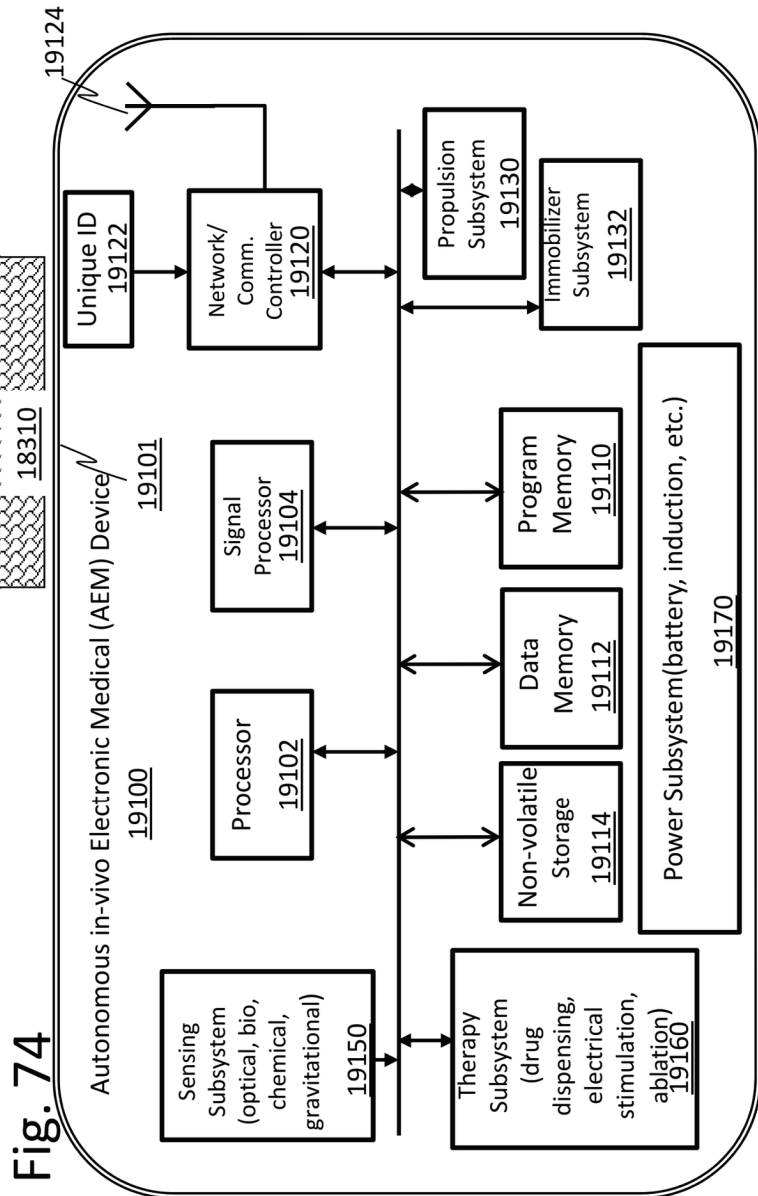 Fig. 74
18310
19124
Autonomous in-vivo Electronic Medical (AEM) Device
19101
19100
Unique ID
19122
Network/
Comm.
Controller
19120
Signal
Processor
19104
Processor
19102
Sensing
Subsystem
(optical, bio,
chemical,
gravitational)
19150
Therapy
Subsystem
(drug
dispensing,
electrical
stimulation,
ablation)
19160
Non-volatile
Storage
19114
Data
Memory
19112
Program
Memory
19110
Propulsion
Subsystem
19130
Immobilizer
Subsystem
19132
Power Subsystem(battery, induction, etc.)
19170